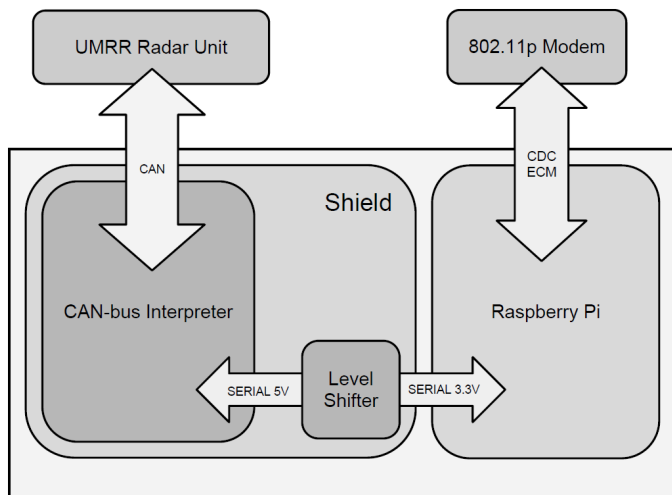 UMRR Radar Unit
802.11p Modem
CAN
CDC
ECM
Shield
CAN-bus Interpreter
Raspberry Pi
SERIAL 5V
Level
Shifter
SERIAL 3.3V